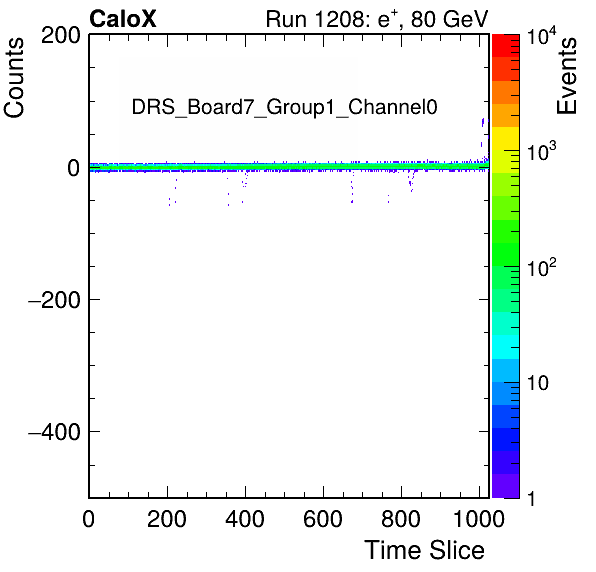 CaloX Run 1208: e⁺, 80 GeV
Counts
Events
DRS_Board7_Group1_Channel0
200
0
−200
−400
0 200 400 600 800 1000
Time Slice
10⁴
10³
10²
10
1